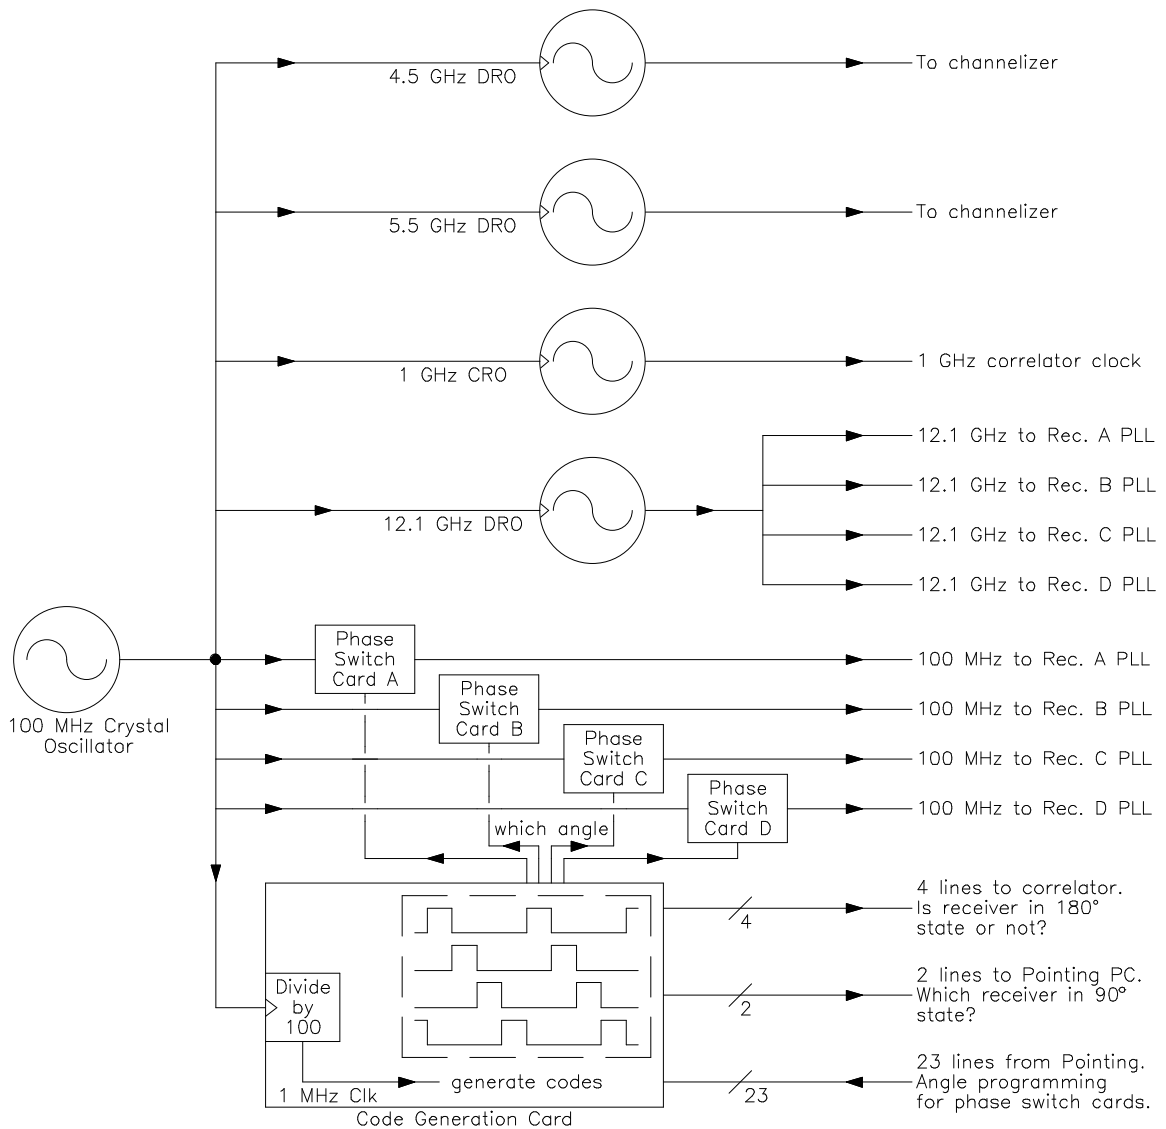 To channelizer
4.5 GHz DRO
To channelizer
5.5 GHz DRO
1 GHz correlator clock
1 GHz CRO
12.1 GHz to Rec. A PLL
12.1 GHz to Rec. B PLL
12.1 GHz DRO
12.1 GHz to Rec. C PLL
12.1 GHz to Rec. D PLL
100 MHz Crystal
Oscillator
Phase
Switch
Card A
100 MHz to Rec. A PLL
Phase
Switch
Card B
100 MHz to Rec. B PLL
Phase
Switch
Card C
100 MHz to Rec. C PLL
Phase
Switch
Card D
100 MHz to Rec. D PLL
which angle
4
4 lines to correlator.
Is receiver in 180°
state or not?
2
2 lines to Pointing PC.
Which receiver in 90°
state?
Divide
by
100
1 MHz Clk
generate codes
23
23 lines from Pointing.
Angle programming
for phase switch cards.
Code Generation Card